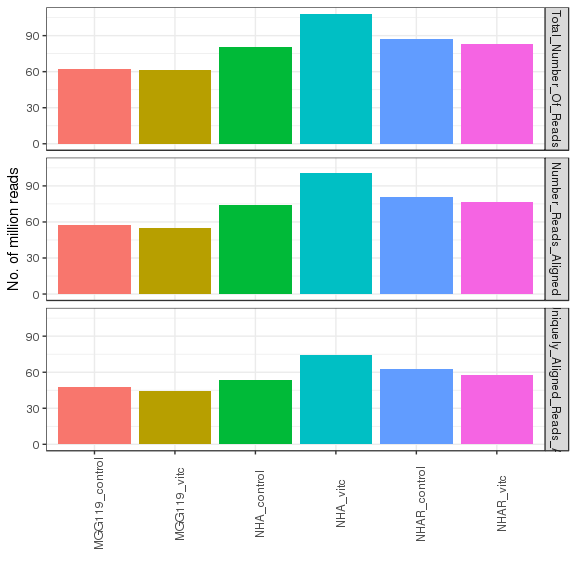 No. of million reads
90
60
30
0
Total_Number_Of_Reads
90
60
30
0
Number_Reads_Aligned
90
60
30
0
niquely_Aligned_Reads_
MGG119_control
MGG119_vitc
NHA_control
NHA_vitc
NHAR_control
NHAR_vitc